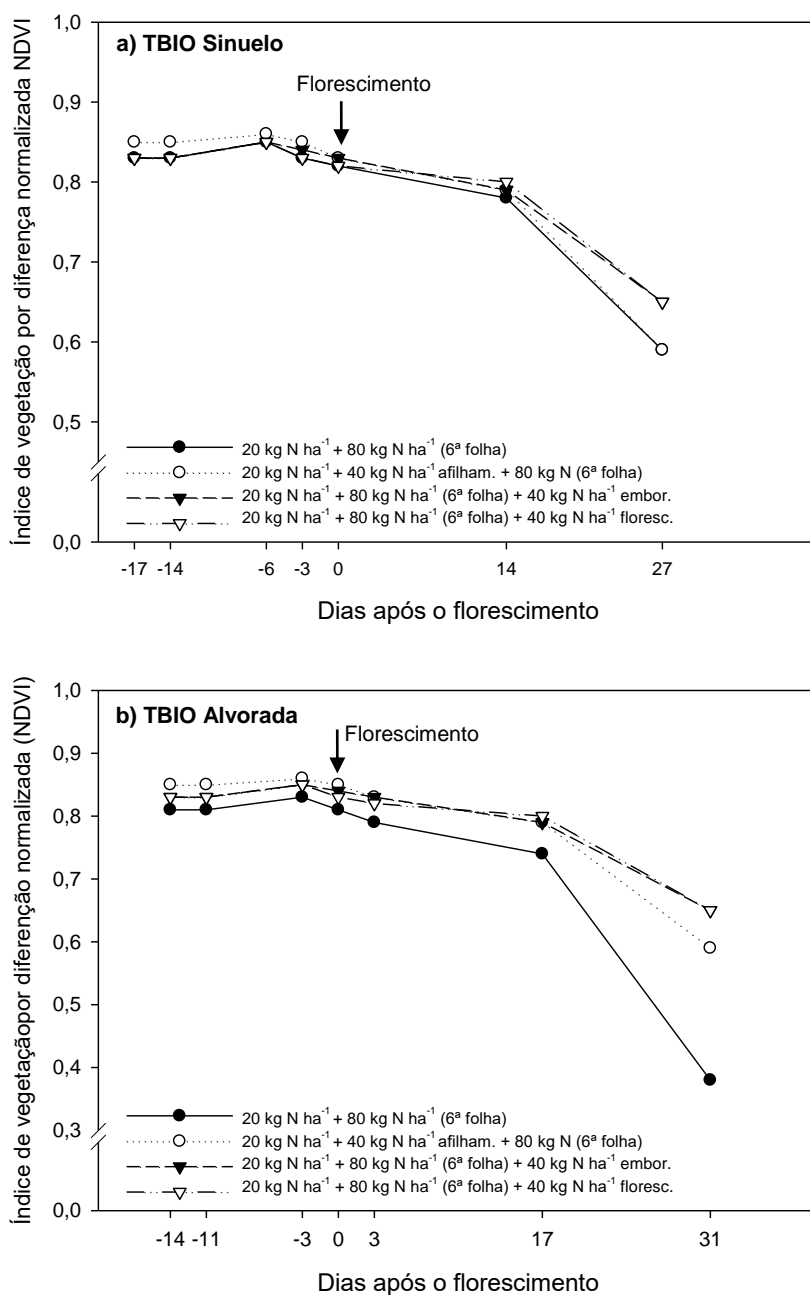 Índice de vegetação por diferença normalizada NDVI
1,0
0,9
0,8
0,7
0,6
0,5
0,0
a) TBIO Sinuelo
Florescimento
20 kg N ha⁻¹ + 80 kg N ha⁻¹ (6ª folha)
20 kg N ha⁻¹ + 40 kg N ha⁻¹ afilham. + 80 kg N (6ª folha)
20 kg N ha⁻¹ + 80 kg N ha⁻¹ (6ª folha) + 40 kg N ha⁻¹ embor.
20 kg N ha⁻¹ + 80 kg N ha⁻¹ (6ª folha) + 40 kg N ha⁻¹ floresc.
-17 -14 -6 -3 0 14 27
Dias após o florescimento
Índice de vegetaçãopor diferenção normalizada (NDVI)
1,0
0,9
0,8
0,7
0,6
0,5
0,4
0,3
0,0
b) TBIO Alvorada
Florescimento
20 kg N ha⁻¹ + 80 kg N ha⁻¹ (6ª folha)
20 kg N ha⁻¹ + 40 kg N ha⁻¹ afilham. + 80 kg N (6ª folha)
20 kg N ha⁻¹ + 80 kg N ha⁻¹ (6ª folha) + 40 kg N ha⁻¹ embor.
20 kg N ha⁻¹ + 80 kg N ha⁻¹ (6ª folha) + 40 kg N ha⁻¹ floresc.
-14 -11 -3 0 3 17 31
Dias após o florescimento